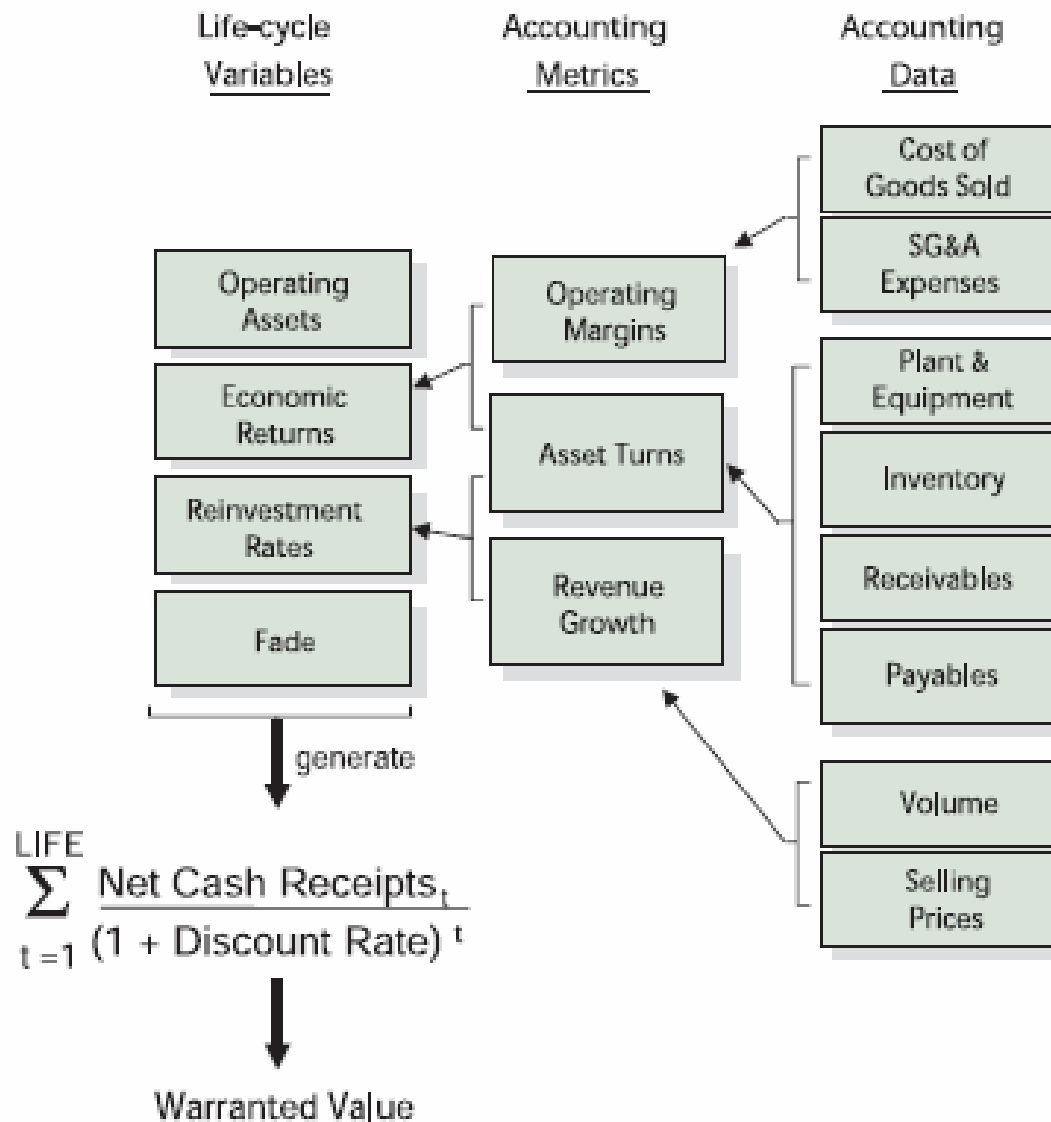 Life-cycle
Variables
Accounting
Metrics
Accounting
Data
Operating
Assets
Economic
Returns
Reinvestment
Rates
Fade
Operating
Margins
Asset Turns
Revenue
Growth
Cost of
Goods Sold
SG&A
Expenses
Plant &
Equipment
Inventory
Receivables
Payables
Volume
Selling
Prices
generate
LIFE
Σ
t=1
Net Cash Receipts_t
(1 + Discount Rate)^t
Warranted Value